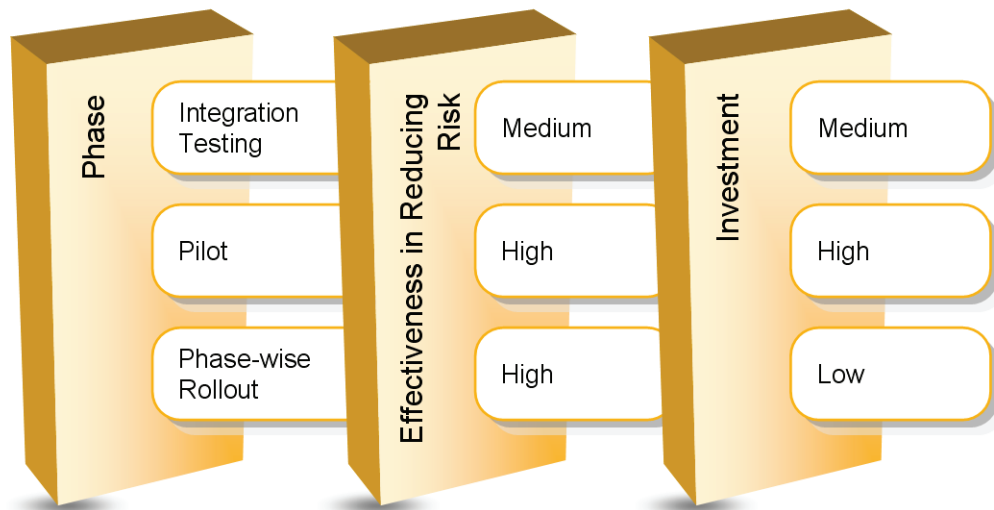 Phase
Integration
Testing
Pilot
Phase-wise
Rollout
Effectiveness in Reducing
Risk
Medium
High
High
Investment
Medium
High
Low